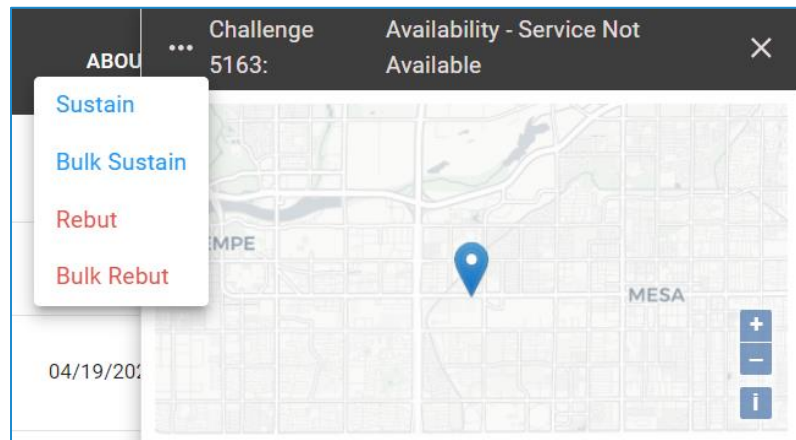 ABOU
... Challenge 5163:
Availability - Service Not Available
×
Sustain
Bulk Sustain
Rebut
Bulk Rebut
EMPE
MESA
+
−
i
04/19/202